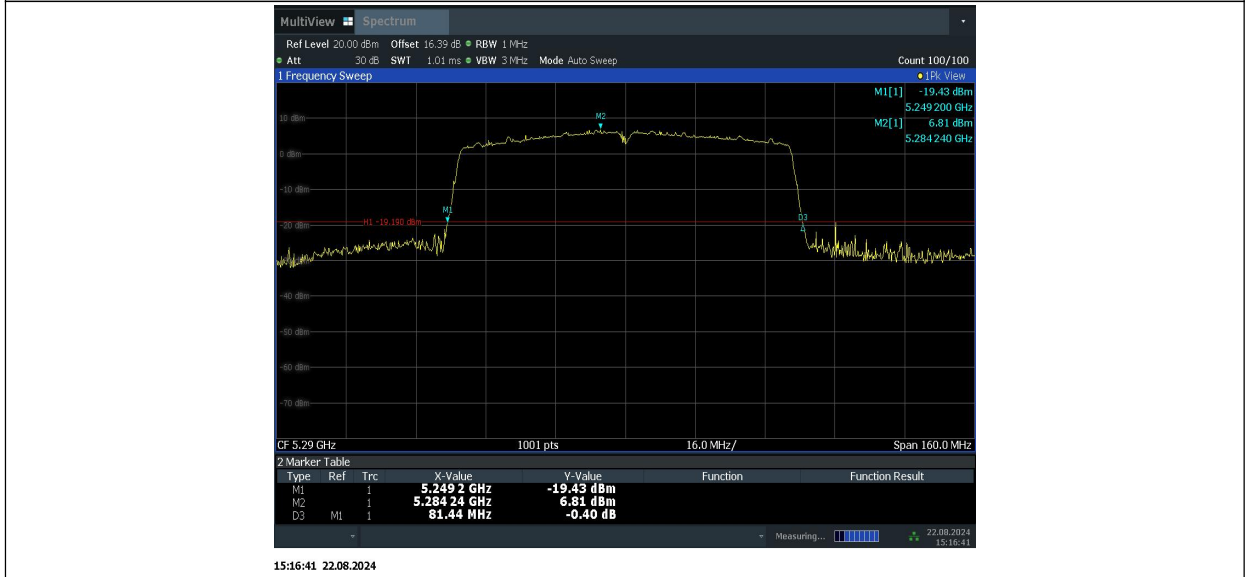 MultiView Spectrum
Ref Level 20.00 dBm Offset 16.39 dB RBW 1 MHz
Att 30 dB SWT 1.01 ms VBW 3 MHz Mode Auto Sweep Count 100/100
1 Frequency Sweep 1Pk View
M1[1] -19.43 dBm
5.249 200 GHz
M2[1] 6.81 dBm
5.284 240 GHz
M2
10 dBm
0 dBm
-10 dBm
M1
H1 -19.190 dBm
D3
-20 dBm
-40 dBm
-50 dBm
-60 dBm
-70 dBm
CF 5.29 GHz 1001 pts 16.0 MHz/ Span 160.0 MHz
2 Marker Table
Type Ref Trc X-Value Y-Value Function Function Result
M1 1 5.249 2 GHz -19.43 dBm
M2 1 5.284 24 GHz 6.81 dBm
D3 M1 1 81.44 MHz -0.40 dB
Measuring... 22.08.2024
15:16:41
15:16:41 22.08.2024